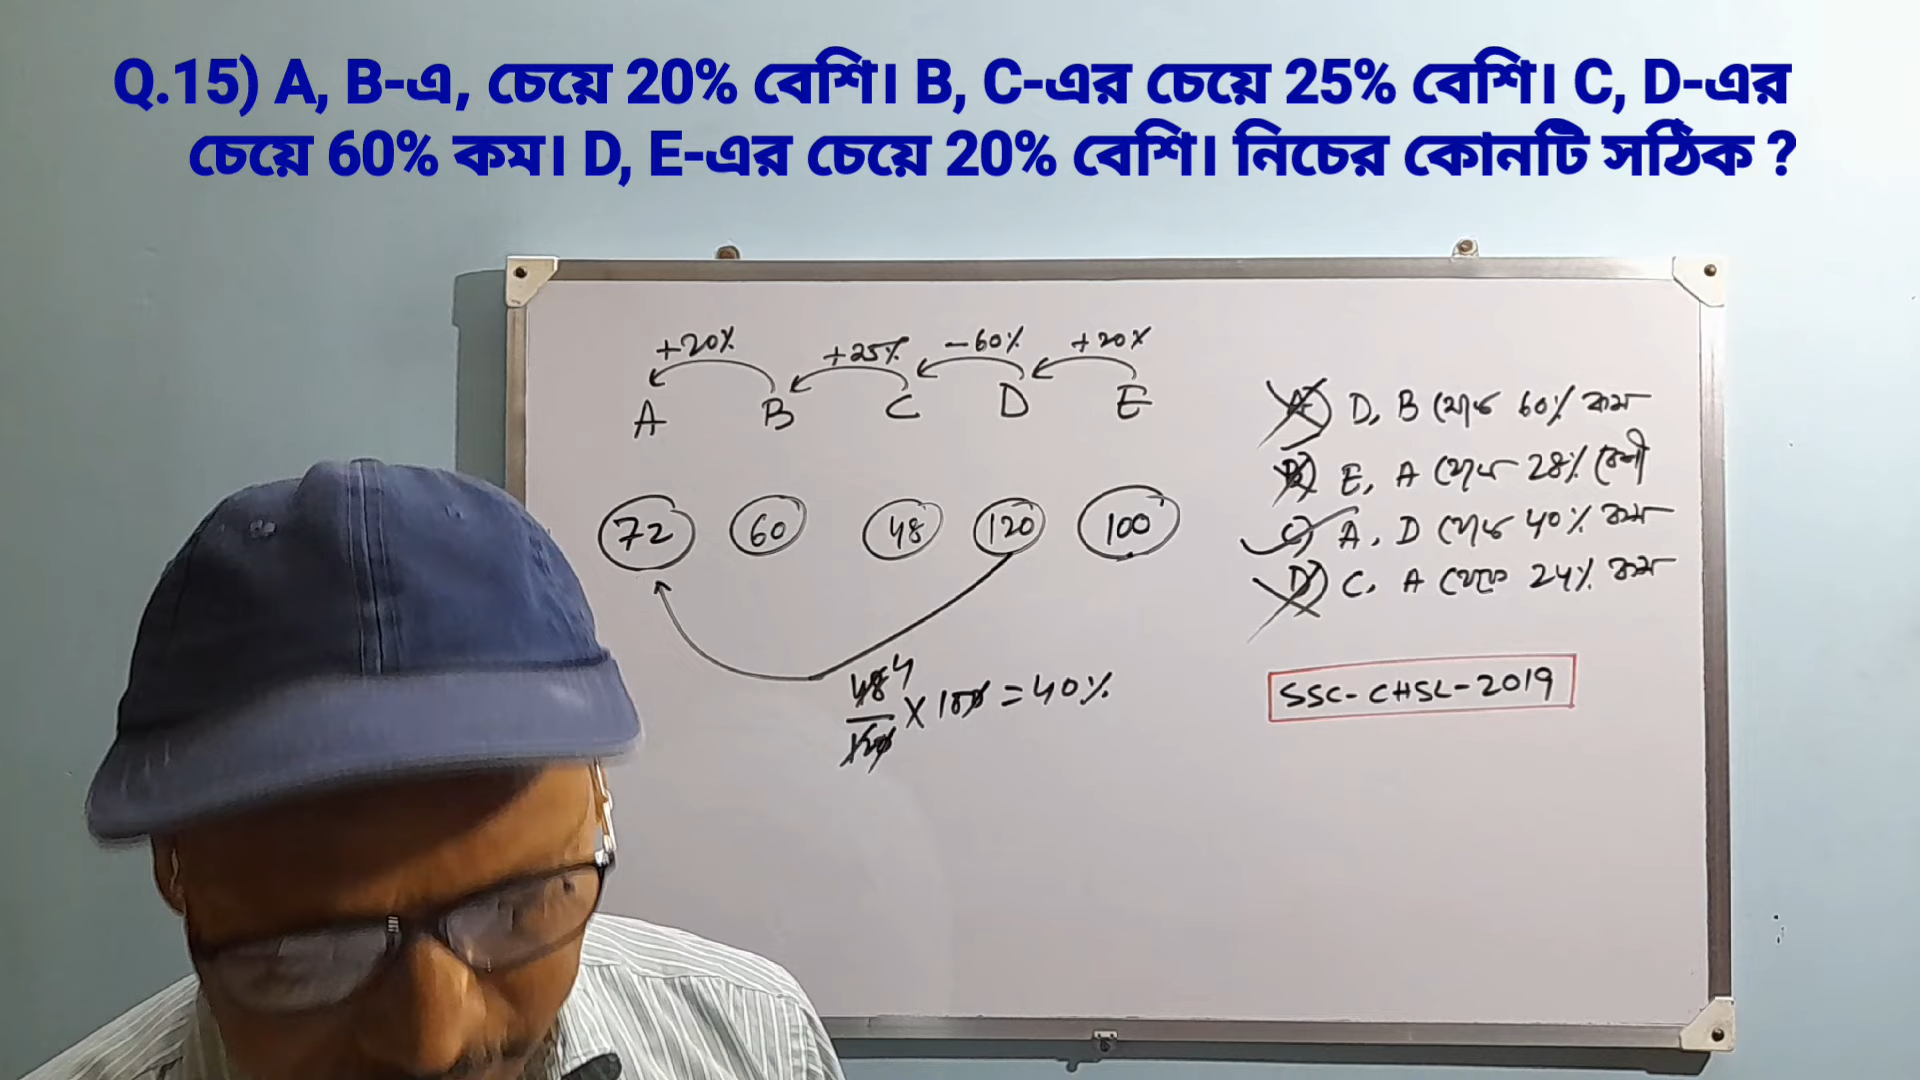 Q.15) A, B-এ, চেয়ে 20% বেশি। B, C-এর চেয়ে 25% বেশি। C, D-এর
চেয়ে 60% কম। D, E-এর চেয়ে 20% বেশি। নিচের কোনটি সঠিক ?
+20% +25% -60% +20%
A B C D E
72 60 48 120 100
48 4
120 × 100 = 40%
A) D, B থেকে 60% কম
B) E, A থেকে 28% বেশী
C) A, D থেকে 40% কম
D) C, A থেকে 24% কম
SSC-CHSL-2019